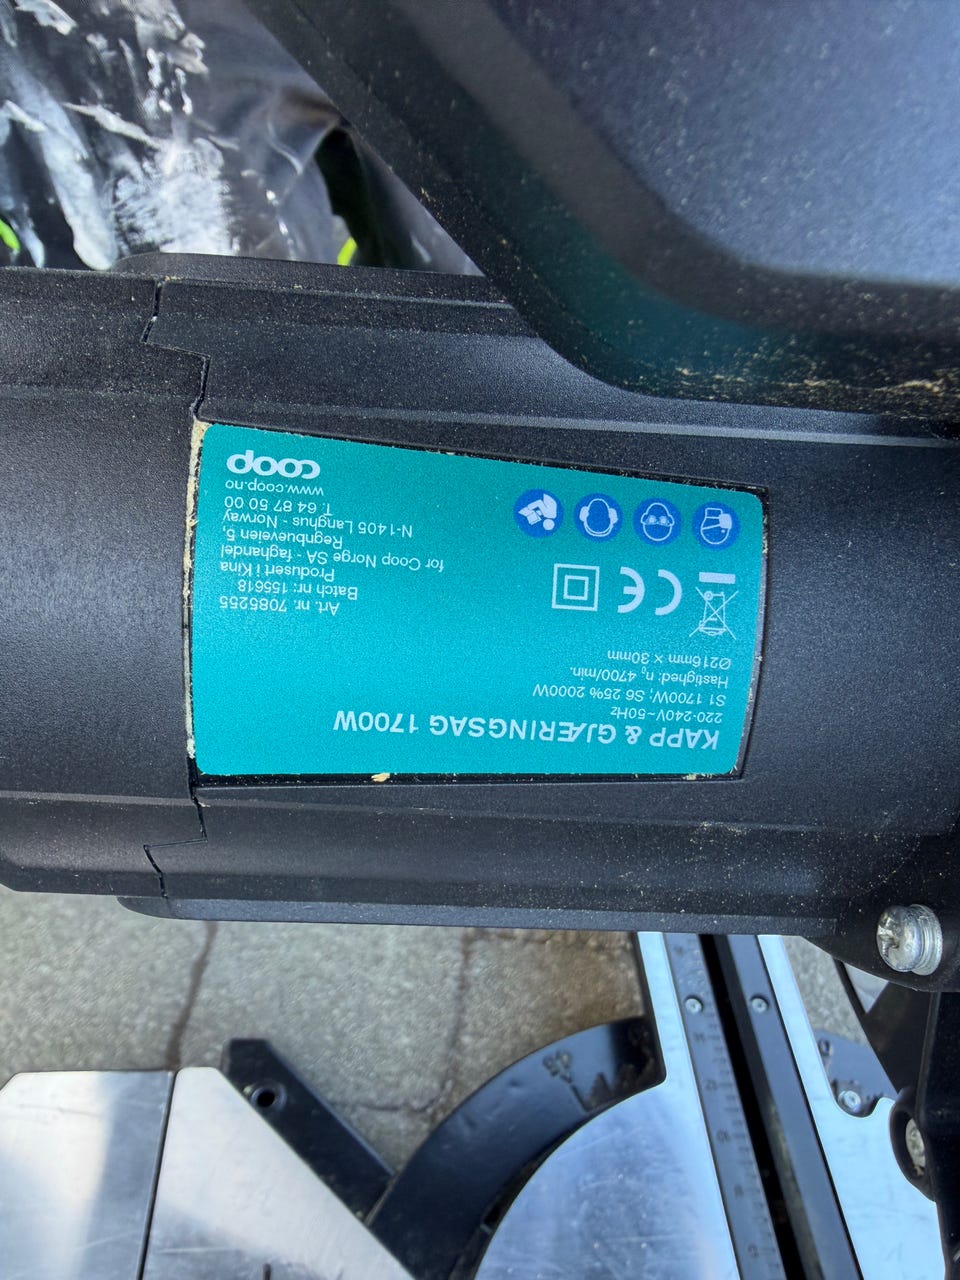 KAPP & GJÆRINGSAG 1700W
220-240V~50Hz
S1 1700W; S6 25% 2000W
Hastighed: n₀ 4700/min.
Ø216mm x 30mm
CE
Art. nr. 7085255
Batch nr: 155618
Produsert i Kina
for Coop Norge SA - faghandel
Regnbueveien 5,
N-1405 Langhus - Norway
T. 64 87 50 00
www.coop.no
coop